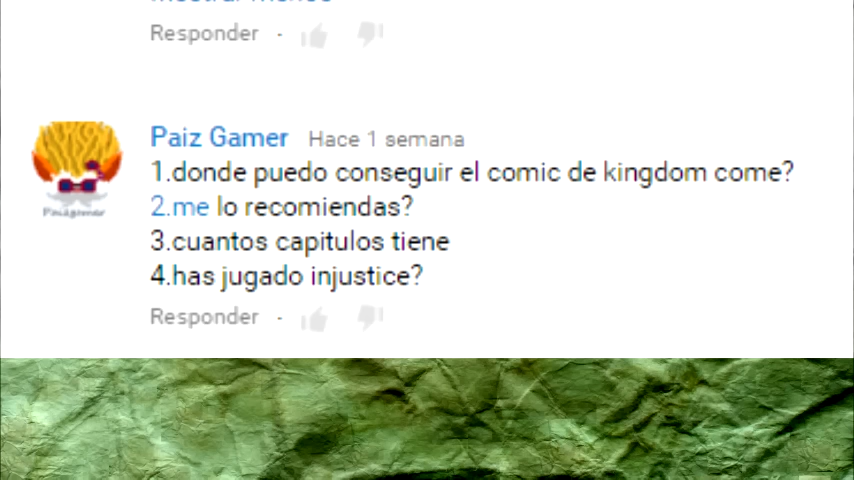 Responder -
Paiz Gamer Hace 1 semana
1.donde puedo conseguir el comic de kingdom come?
2.me lo recomiendas?
3.cuantos capitulos tiene
4.has jugado injustice?
Responder -